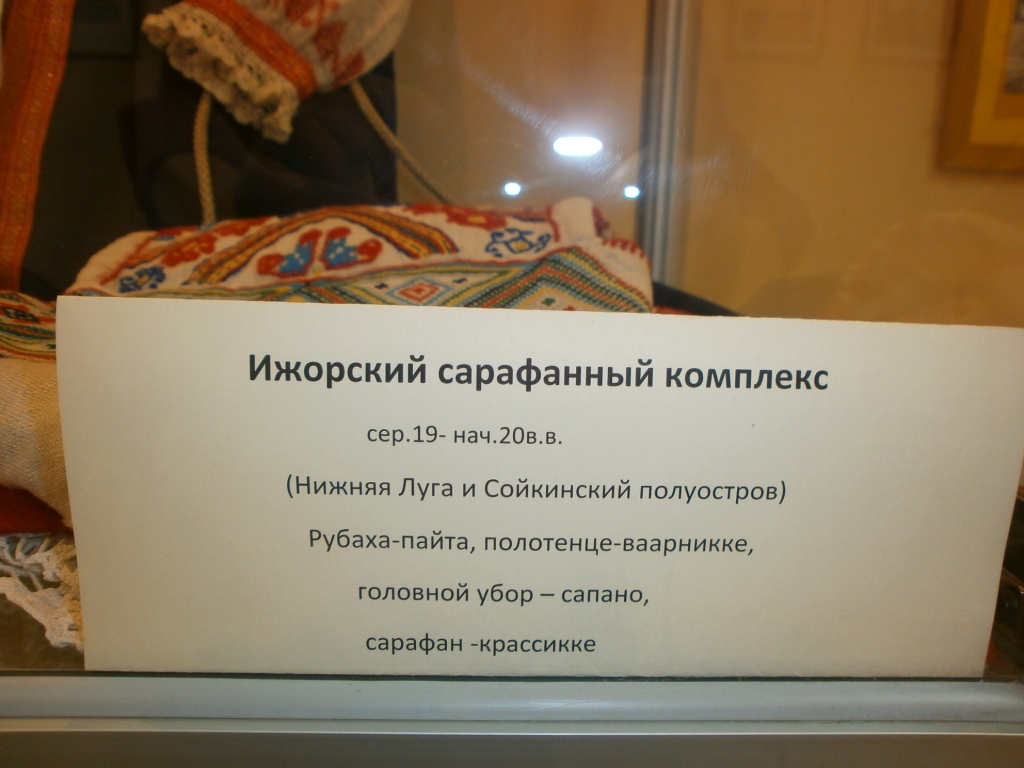 Ижорский сарафанный комплекс
сер.19- нач.20в.в.
(Нижняя Луга и Сойкинский полуостров)
Рубаха-пайта, полотенце-ваарникке,
головной убор – сапано,
сарафан -крассикке